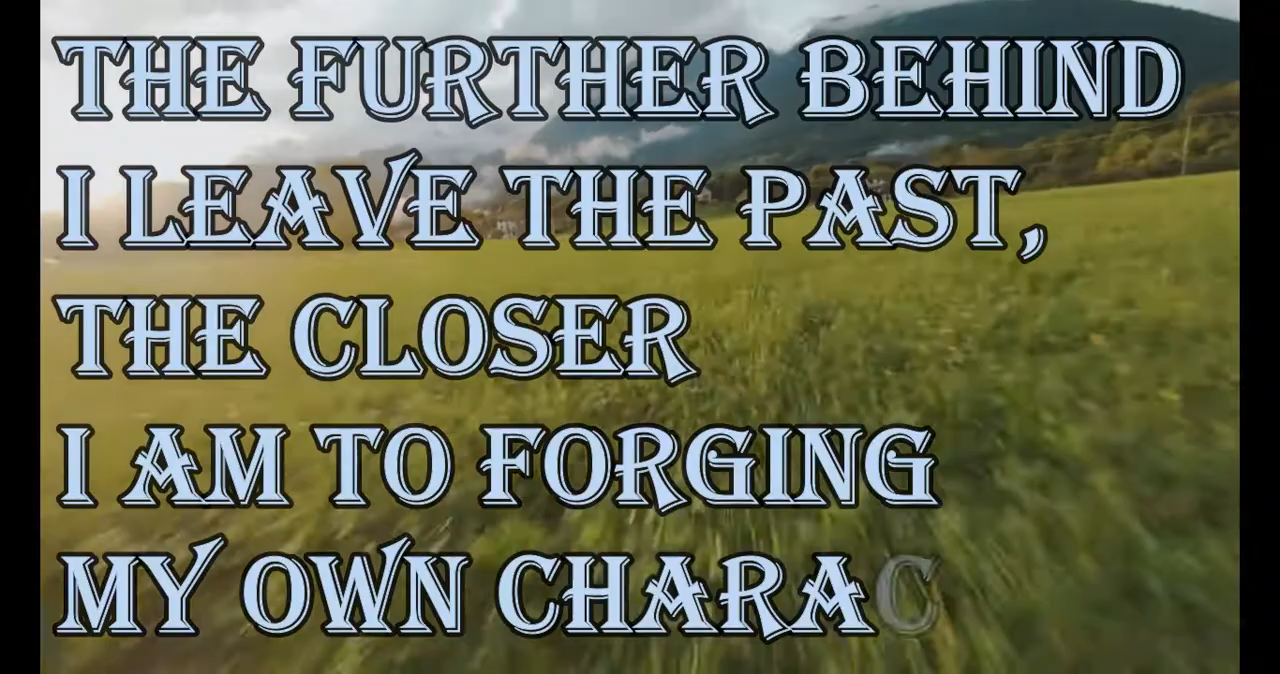 THE FURTHER BEHIND
I LEAVE THE PAST,
THE CLOSER
I AM TO FORGING
MY OWN CHARAC